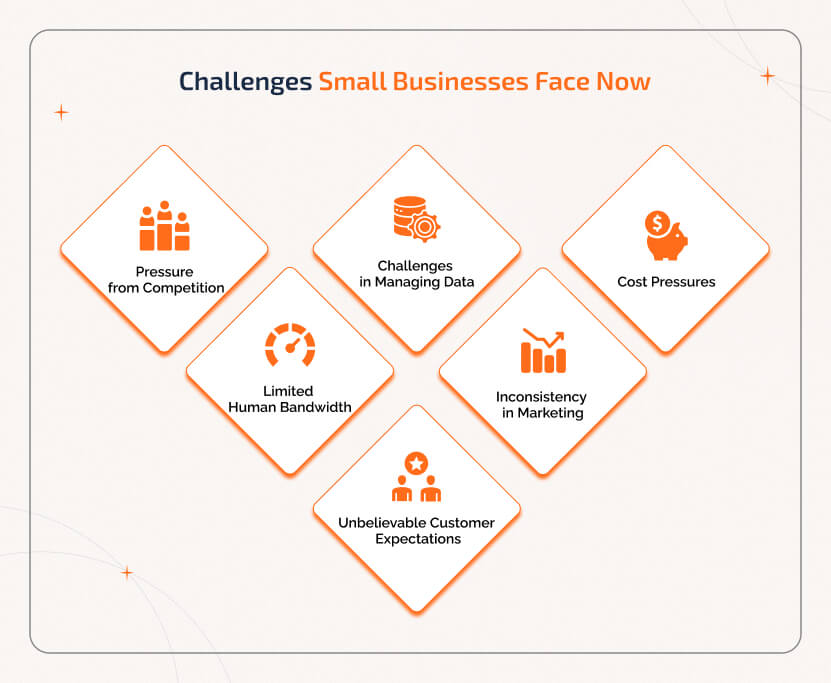 Challenges Small Businesses Face Now
Pressure
from Competition
Challenges
in Managing Data
$
Cost Pressures
Limited
Human Bandwidth
Inconsistency
in Marketing
Unbelievable Customer
Expectations